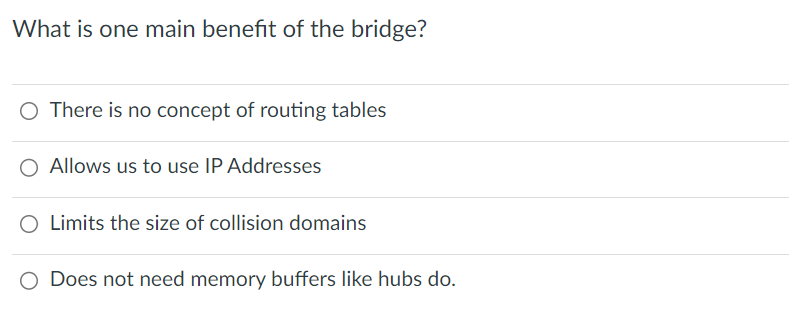 What is one main benefit of the bridge?
There is no concept of routing tables
Allows us to use IP Addresses
Limits the size of collision domains
Does not need memory buffers like hubs do.